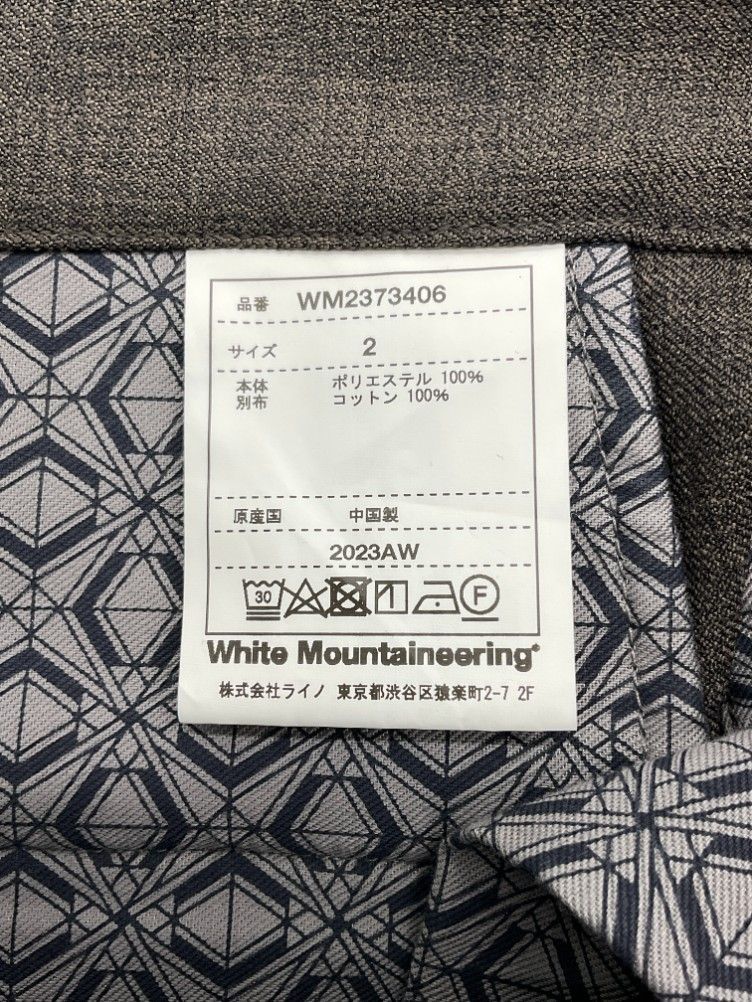 品番 WM2373406
サイズ 2
本体 ポリエステル 100%
別布 コットン 100%
原産国 中国製
2023AW
30 F
White Mountaineering*
株式会社ライノ 東京都渋谷区猿楽町2-7 2F